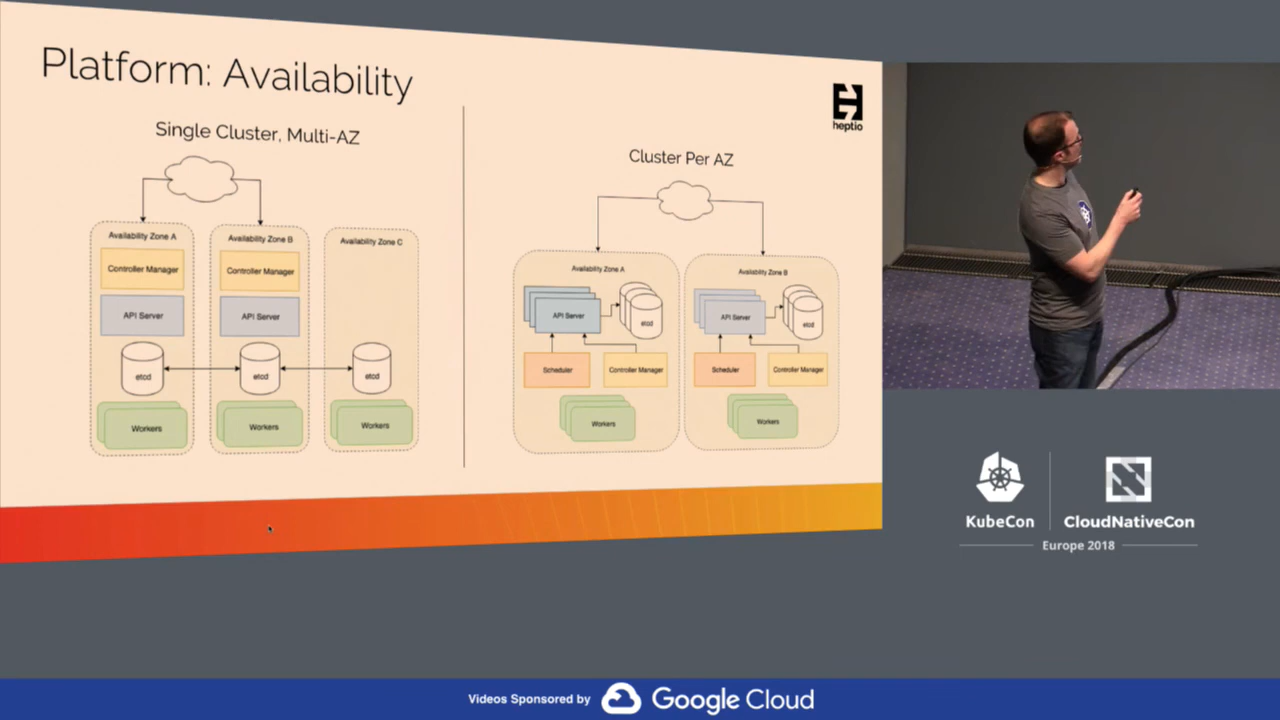 Platform: Availability
heptio
Single Cluster, Multi-AZ
Availability Zone A
Controller Manager
API Server
etcd
Workers
Availability Zone B
Controller Manager
API Server
etcd
Workers
Availability Zone C
etcd
Workers
Cluster Per AZ
Availability Zone A
API Server
etcd
Scheduler
Controller Manager
Workers
Availability Zone B
API Server
etcd
Scheduler
Controller Manager
Workers
KubeCon
CloudNativeCon
Europe 2018
Videos Sponsored by
Google Cloud